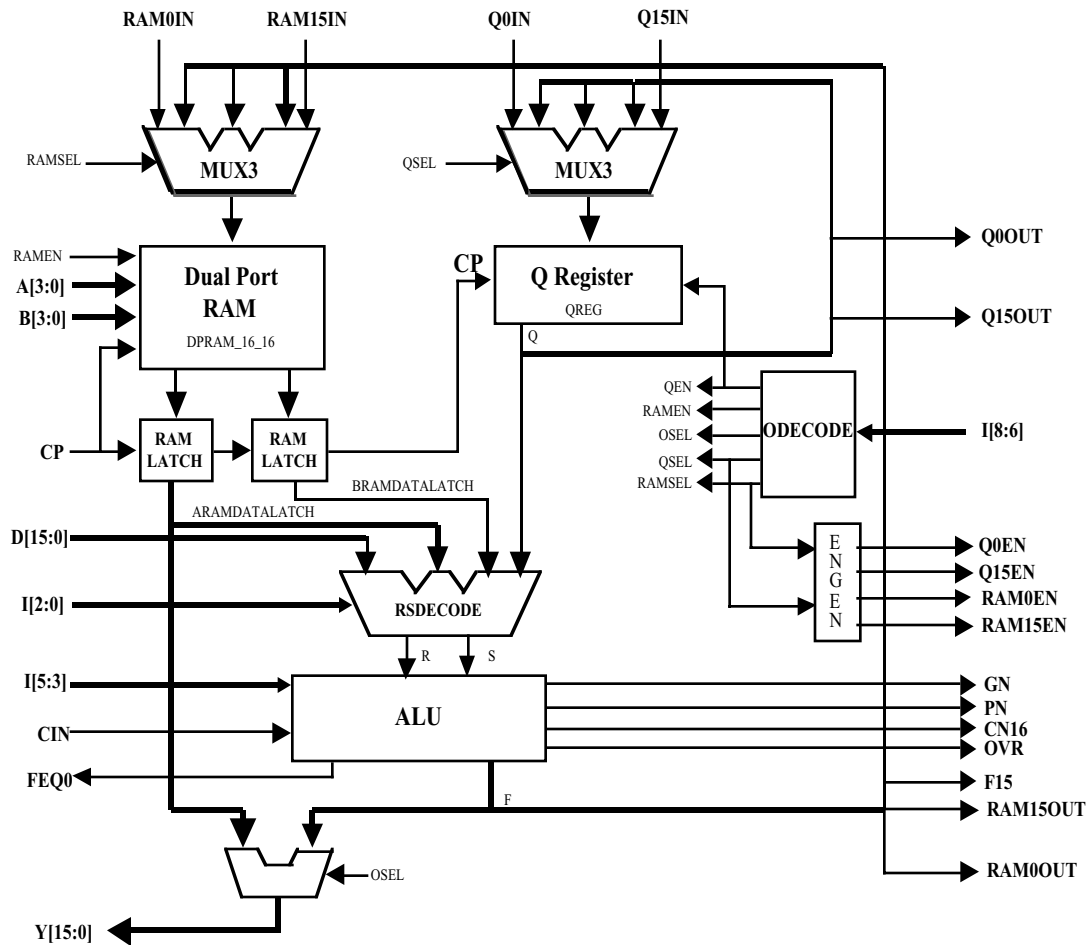 RAM0IN RAM15IN Q0IN Q15IN
RAMSEL
MUX3
QSEL
MUX3
RAMEN
A[3:0]
B[3:0]
Dual Port
RAM
DPRAM_16_16
CP
Q Register
QREG
Q
Q0OUT
Q15OUT
QEN
RAMEN
OSEL
QSEL
RAMSEL
ODECODE
I[8:6]
CP
RAM
LATCH
RAM
LATCH
BRAMDATALATCH
ARAMDATALATCH
D[15:0]
I[2:0]
RSDECODE
R
S
E
N
G
E
N
Q0EN
Q15EN
RAM0EN
RAM15EN
I[5:3]
CIN
ALU
GN
PN
CN16
OVR
FEQ0
F
F15
RAM15OUT
RAM0OUT
OSEL
Y[15:0]